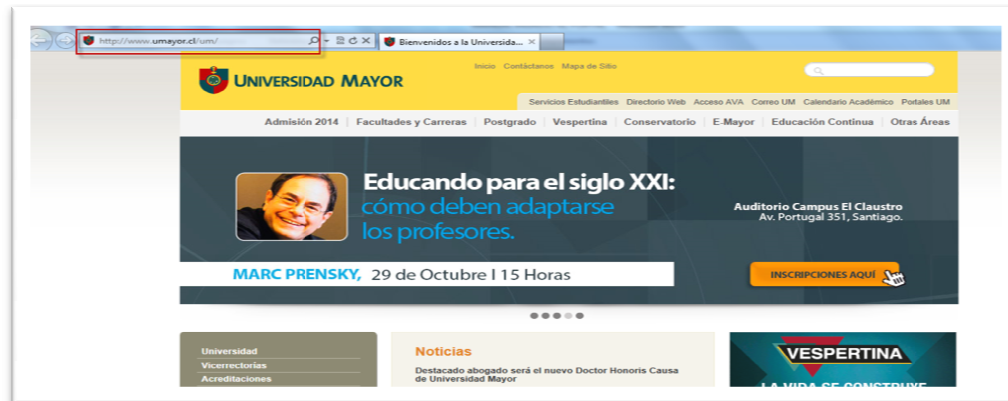 http://www.umayor.cl/um/
Bienvenidos a la Universida...
UNIVERSIDAD MAYOR
Inicio Contáctanos Mapa de Sitio
Servicios Estudiantiles Directorio Web Acceso AVA Correo UM Calendario Académico Portales UM
Admisión 2014 Facultades y Carreras Postgrado Vespertina Conservatorio E-Mayor Educación Continua Otras Áreas
Educando para el siglo XXI:
cómo deben adaptarse
los profesores.
Auditorio Campus El Claustro
Av. Portugal 351, Santiago.
MARC PRENSKY, 29 de Octubre l 15 Horas
INSCRIPCIONES AQUÍ
Universidad
Vicerrectorías
Acreditaciones
Noticias
Destacado abogado será el nuevo Doctor Honoris Causa
de Universidad Mayor
VESPERTINA
LA VIDA SE CONSTRUYE